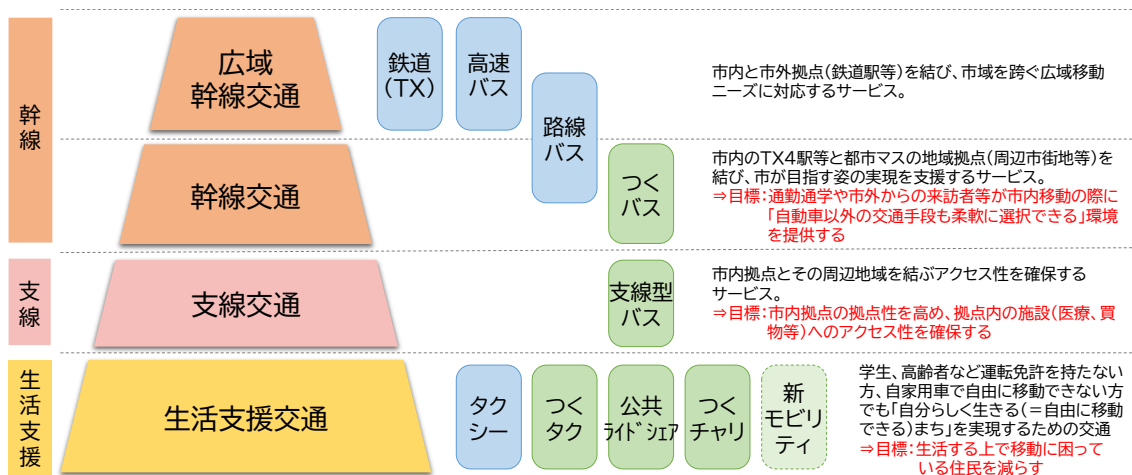 幹線
広域
幹線交通
鉄道
(TX)
高速
バス
路線
バス
市内と市外拠点(鉄道駅等)を結び、市域を跨ぐ広域移動
ニーズに対応するサービス。
幹線交通
つく
バス
市内のTX4駅等と都市マスの地域拠点(周辺市街地等)を
結び、市が目指す姿の実現を支援するサービス。
⇒目標：通勤通学や市外からの来訪者等が市内移動の際に
「自動車以外の交通手段も柔軟に選択できる」環境
を提供する
支線
支線交通
支線型
バス
市内拠点とその周辺地域を結ぶアクセス性を確保する
サービス。
⇒目標：市内拠点の拠点性を高め、拠点内の施設(医療、買
物等)へのアクセス性を確保する
生活支援
生活支援交通
タク
シー
つく
タク
公共
ﾗｲﾄﾞｼｪｱ
つく
チャリ
新
モビリ
ティ
学生、高齢者など運転免許を持たない
方、自家用車で自由に移動できない方
でも「自分らしく生きる(＝自由に移動
できる)まち」を実現するための交通
⇒目標：生活する上で移動に困って
いる住民を減らす